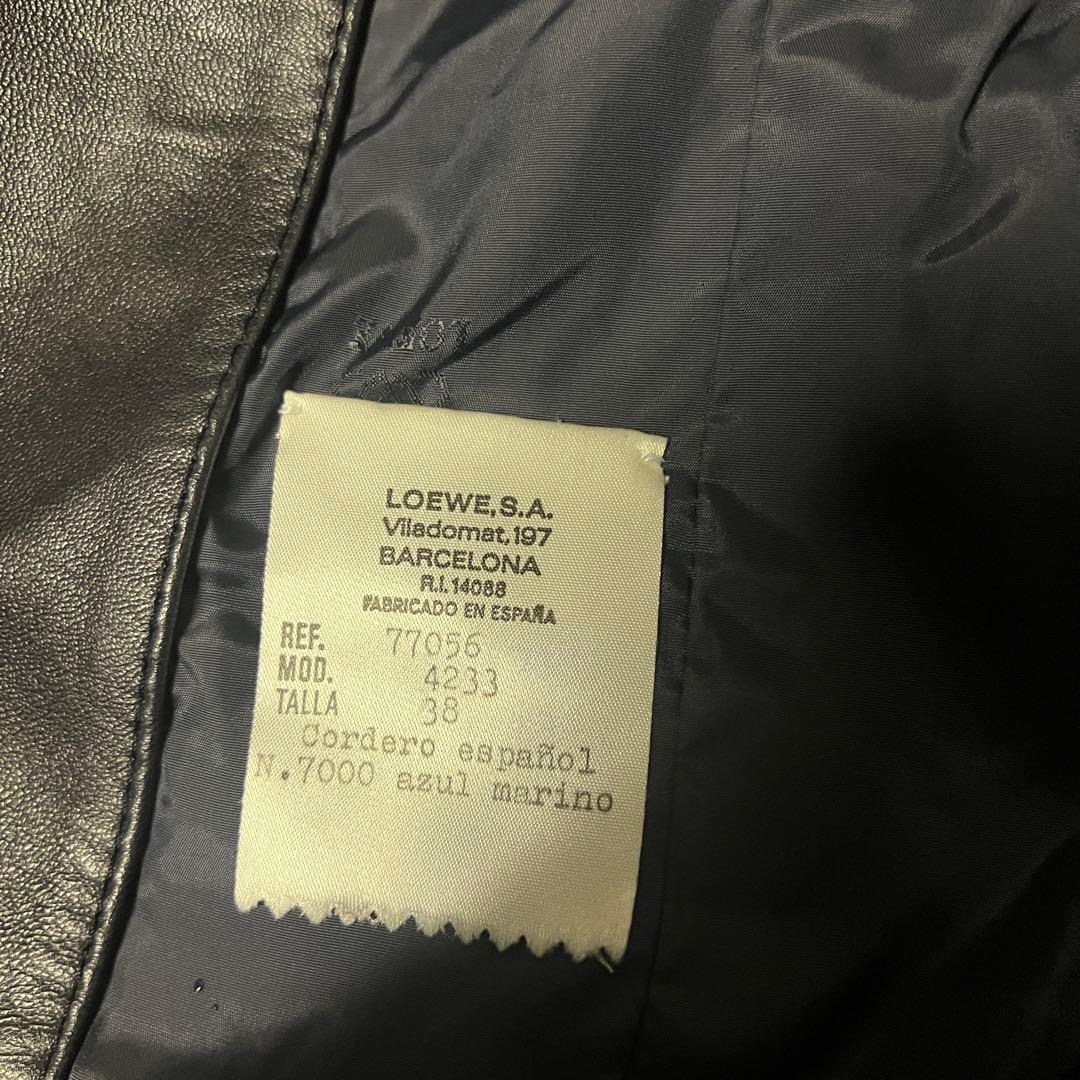 LOEWE,S.A.
Viladomat,197
BARCELONA
R.I.14088
FABRICADO EN ESPAÑA
REF. 77056
MOD. 4233
TALLA 38
Cordero español
N.7000 azul marino